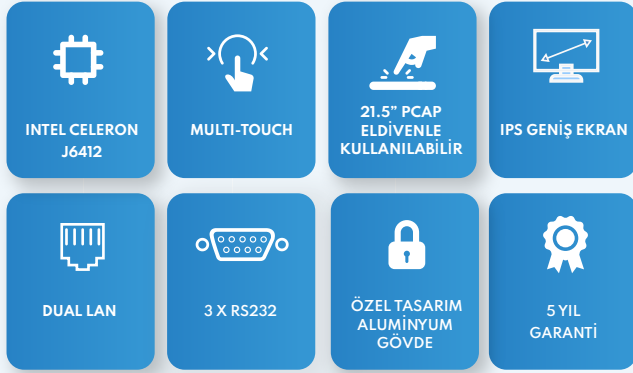 INTEL CELERON
J6412
MULTI-TOUCH
21.5” PCAP
ELDİVENLE
KULLANILABİLİR
IPS GENİŞ EKRAN
DUAL LAN
3 X RS232
ÖZEL TASARIM
ALUMİNYUM
GÖVDE
5 YIL
GARANTİ